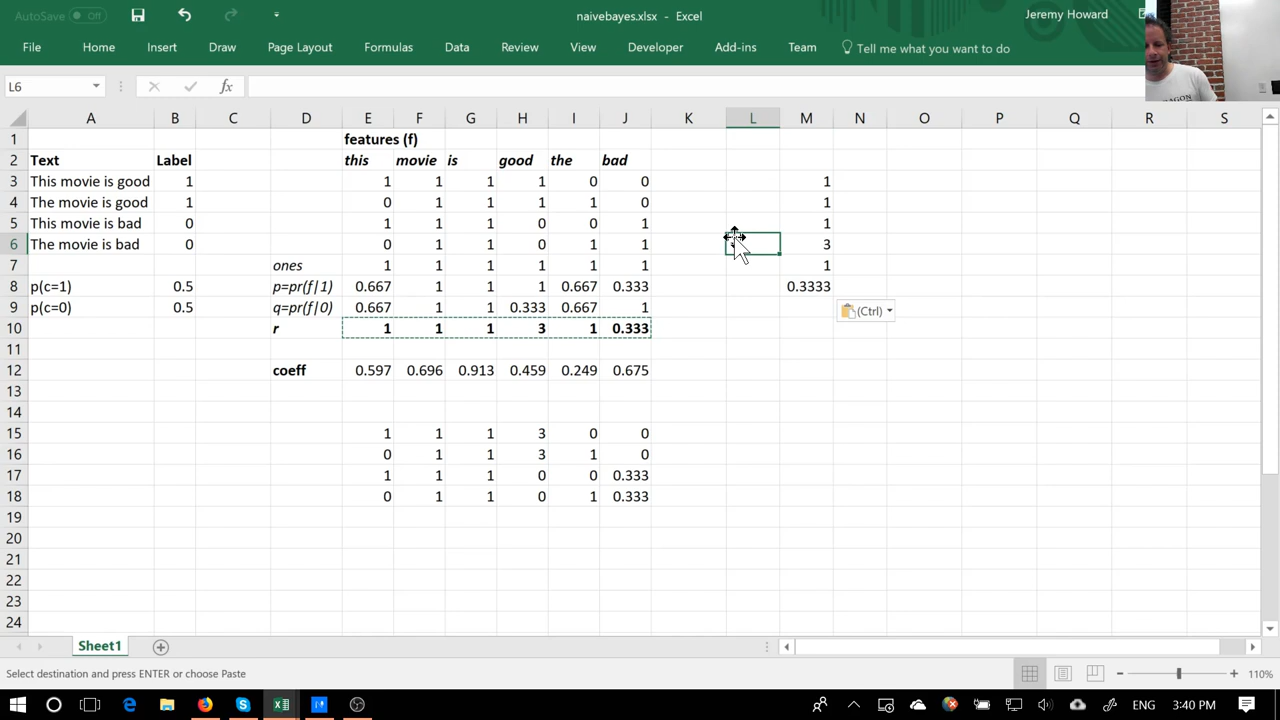 AutoSave Off naivebayes.xlsx - Excel Jeremy Howard
File Home Insert Draw Page Layout Formulas Data Review View Developer Add-ins Team Tell me what you want to do
L6 fx
A B C D E F G H I J K L M N O P Q R S
1 features (f)
2 Text Label this movie is good the bad
3 This movie is good 1 1 1 1 1 0 0 1
4 The movie is good 1 0 1 1 1 1 0 1
5 This movie is bad 0 1 1 1 0 0 1 1
6 The movie is bad 0 0 1 1 0 1 1 3
7 ones 1 1 1 1 1 1 1
8 p(c=1) 0.5 p=pr(f|1) 0.667 1 1 1 0.667 0.333 0.3333
9 p(c=0) 0.5 q=pr(f|0) 0.667 1 1 0.333 0.667 1 (Ctrl)
10 r 1 1 1 3 1 0.333
11
12 coeff 0.597 0.696 0.913 0.459 0.249 0.675
13
14
15 1 1 1 3 0 0
16 0 1 1 3 1 0
17 1 1 1 0 0 0.333
18 0 1 1 0 1 0.333
19
20
21
22
23
24
Sheet1
Select destination and press ENTER or choose Paste 110%
ENG 3:40 PM